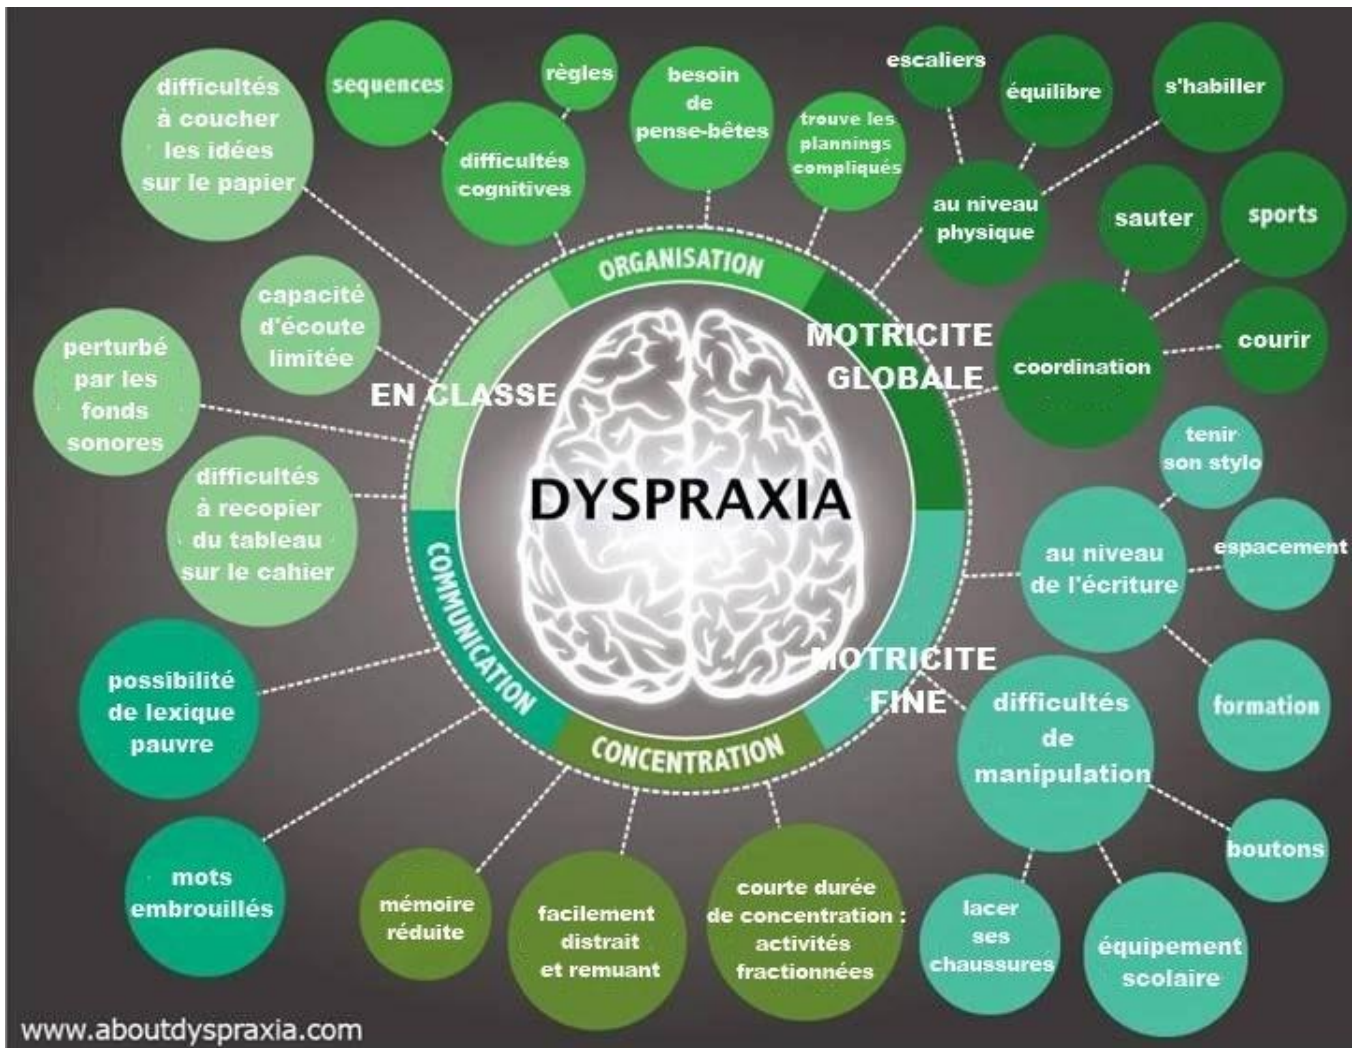 difficultés
à coucher
les idées
sur le papier
sequences
règles
difficultés
cognitives
besoin
de
pense-bêtes
trouve les
plannings
compliqués
escaliers
équilibre
s'habiller
au niveau
physique
sauter
sports
courir
coordination
ORGANISATION
MOTRICITE
GLOBALE
capacité
d'écoute
limitée
EN CLASSE
perturbé
par les
fonds
sonores
difficultés
à recopier
du tableau
sur le cahier
DYSPRAXIA
tenir
son stylo
au niveau
de l'écriture
espacement
formation
MOTRICITE
FINE
difficultés
de
manipulation
boutons
lacer
ses
chaussures
équipement
scolaire
COMMUNICATION
possibilité
de lexique
pauvre
mots
embrouillés
CONCENTRATION
mémoire
réduite
facilement
distrait
et remuant
courte durée
de concentration :
activités
fractionnées
www.aboutdyspraxia.com